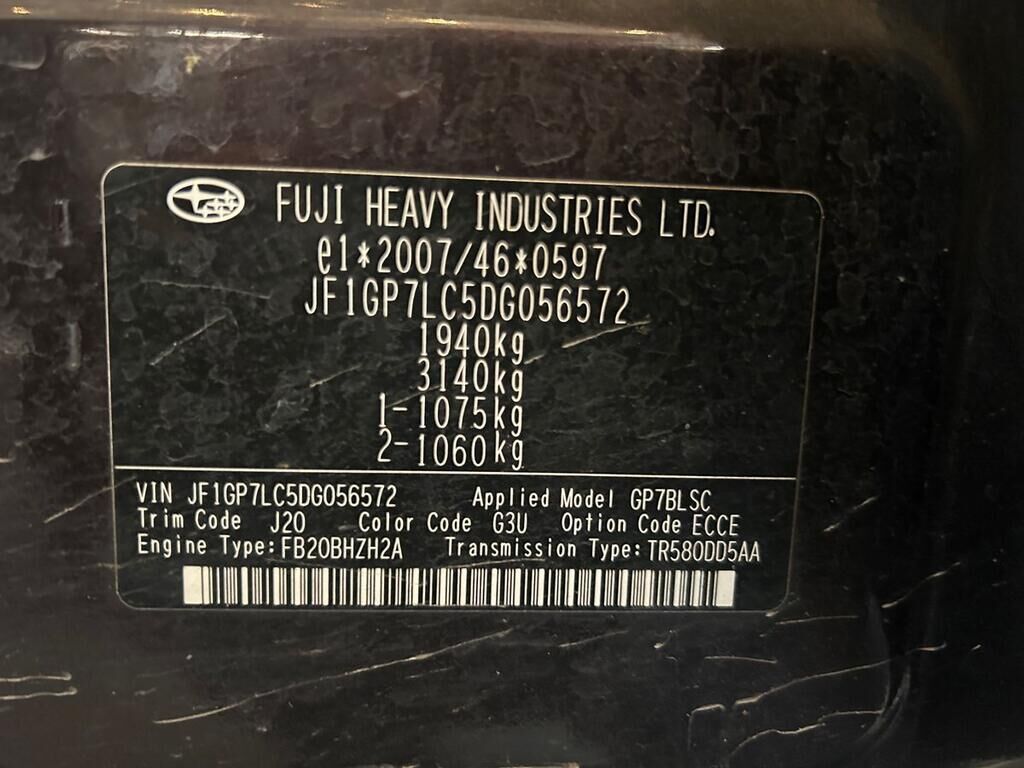 FUJI HEAVY INDUSTRIES LTD.
e1*2007/46*0597
JF1GP7LC5DG056572
1940kg
3140kg
1-1075kg
2-1060kg
VIN JF1GP7LC5DG056572 Applied Model GP7BLSC
Trim Code J20 Color Code G3U Option Code ECCE
Engine Type:FB20BHZH2A Transmission Type:TR580DD5AA